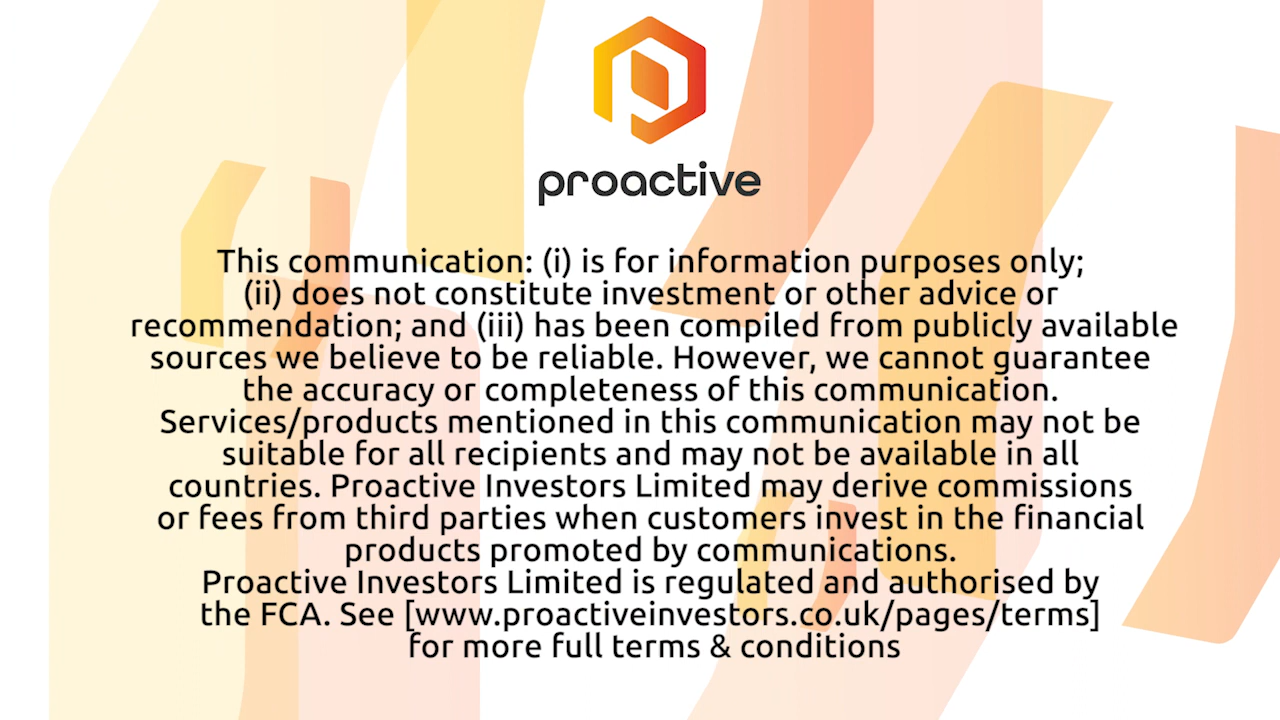 proactive
This communication: (i) is for information purposes only;
(ii) does not constitute investment or other advice or
recommendation; and (iii) has been compiled from publicly available
sources we believe to be reliable. However, we cannot guarantee
the accuracy or completeness of this communication.
Services/products mentioned in this communication may not be
suitable for all recipients and may not be available in all
countries. Proactive Investors Limited may derive commissions
or fees from third parties when customers invest in the financial
products promoted by communications.
Proactive Investors Limited is regulated and authorised by
the FCA. See [www.proactiveinvestors.co.uk/pages/terms]
for more full terms & conditions